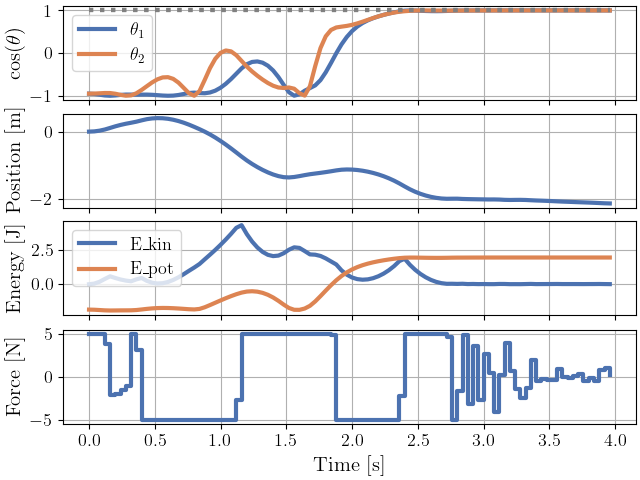 cos(θ)
1
0
−1
θ₁
θ₂
Position [m]
0
−2
Energy [J]
2.5
0.0
E_kin
E_pot
Force [N]
5
0
−5
0.0 0.5 1.0 1.5 2.0 2.5 3.0 3.5 4.0
Time [s]